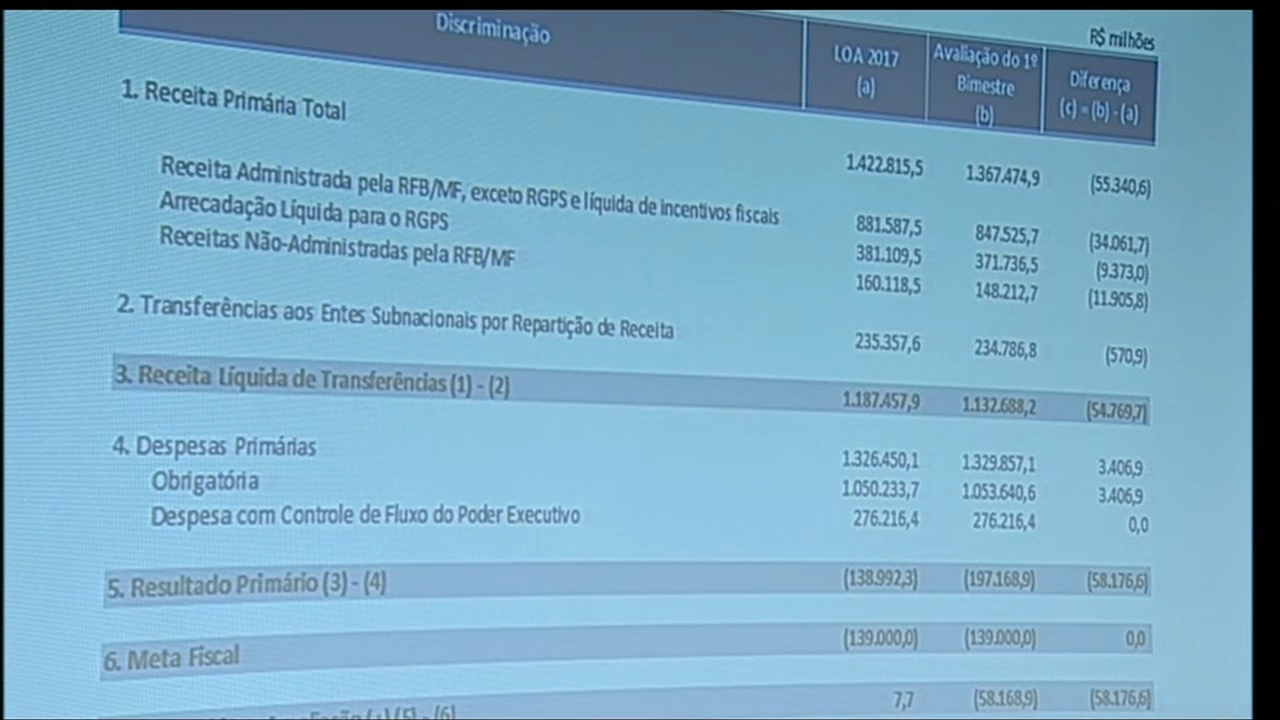 R$ milhões
Discriminação LOA 2017 (a) Avaliação do 1º Bimestre (b) Diferença (c) = (b) - (a)
1. Receita Primária Total 1.422.815,5 1.367.474,9 (55.340,6)
Receita Administrada pela RFB/MF, exceto RGPS e líquida de incentivos fiscais 881.587,5 847.525,7 (34.061,7)
Arrecadação Líquida para o RGPS 381.109,5 371.736,5 (9.373,0)
Receitas Não-Administradas pela RFB/MF 160.118,5 148.212,7 (11.905,8)
2. Transferências aos Entes Subnacionais por Repartição de Receita 235.357,6 234.786,8 (570,9)
3. Receita Líquida de Transferências (1) - (2) 1.187.457,9 1.132.688,2 (54.769,7)
4. Despesas Primárias 1.326.450,1 1.329.857,1 3.406,9
Obrigatória 1.050.233,7 1.053.640,6 3.406,9
Despesa com Controle de Fluxo do Poder Executivo 276.216,4 276.216,4 0,0
5. Resultado Primário (3) - (4) (138.992,3) (197.168,9) (58.176,6)
6. Meta Fiscal (139.000,0) (139.000,0) 0,0
(5) - (6) 7,7 (58.168,9) (58.176,6)